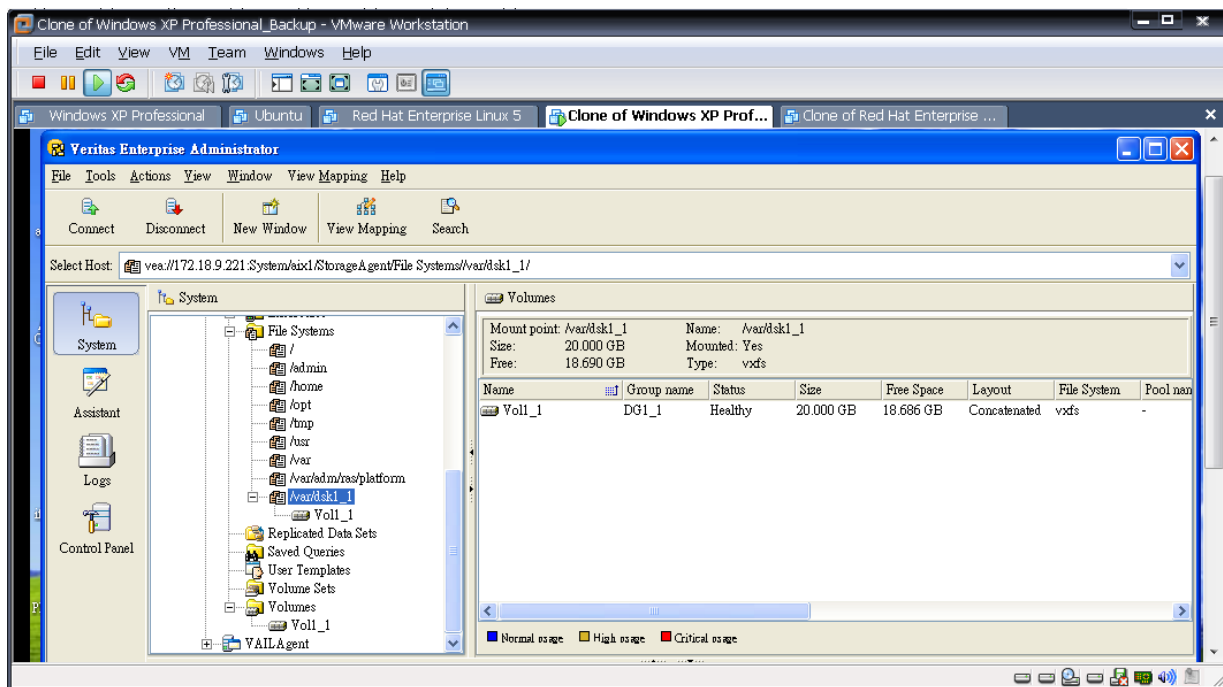 Clone of Windows XP Professional_Backup - VMware Workstation
File Edit View VM Team Windows Help
Windows XP Professional Ubuntu Red Hat Enterprise Linux 5 Clone of Windows XP Prof... Clone of Red Hat Enterprise ...
Veritas Enterprise Administrator
File Tools Actions View Window View Mapping Help
Connect Disconnect New Window View Mapping Search
Select Host: vea://172.18.9.221:System/aix1/StorageAgent/File Systems//var/dsk1_1/
System
Assistant
Logs
Control Panel
System
File Systems
/
/admin
/home
/opt
/tmp
/usr
/var
/var/adm/ras/platform
/var/dsk1_1
Vol1_1
Replicated Data Sets
Saved Queries
User Templates
Volume Sets
Volumes
Vol1_1
VAILAgent
Volumes
Mount point: /var/dsk1_1 Name: /var/dsk1_1
Size: 20.000 GB Mounted: Yes
Free: 18.690 GB Type: vxfs
Name Group name Status Size Free Space Layout File System Pool nan
Vol1_1 DG1_1 Healthy 20.000 GB 18.686 GB Concatenated vxfs -
Normal usage High usage Critical usage